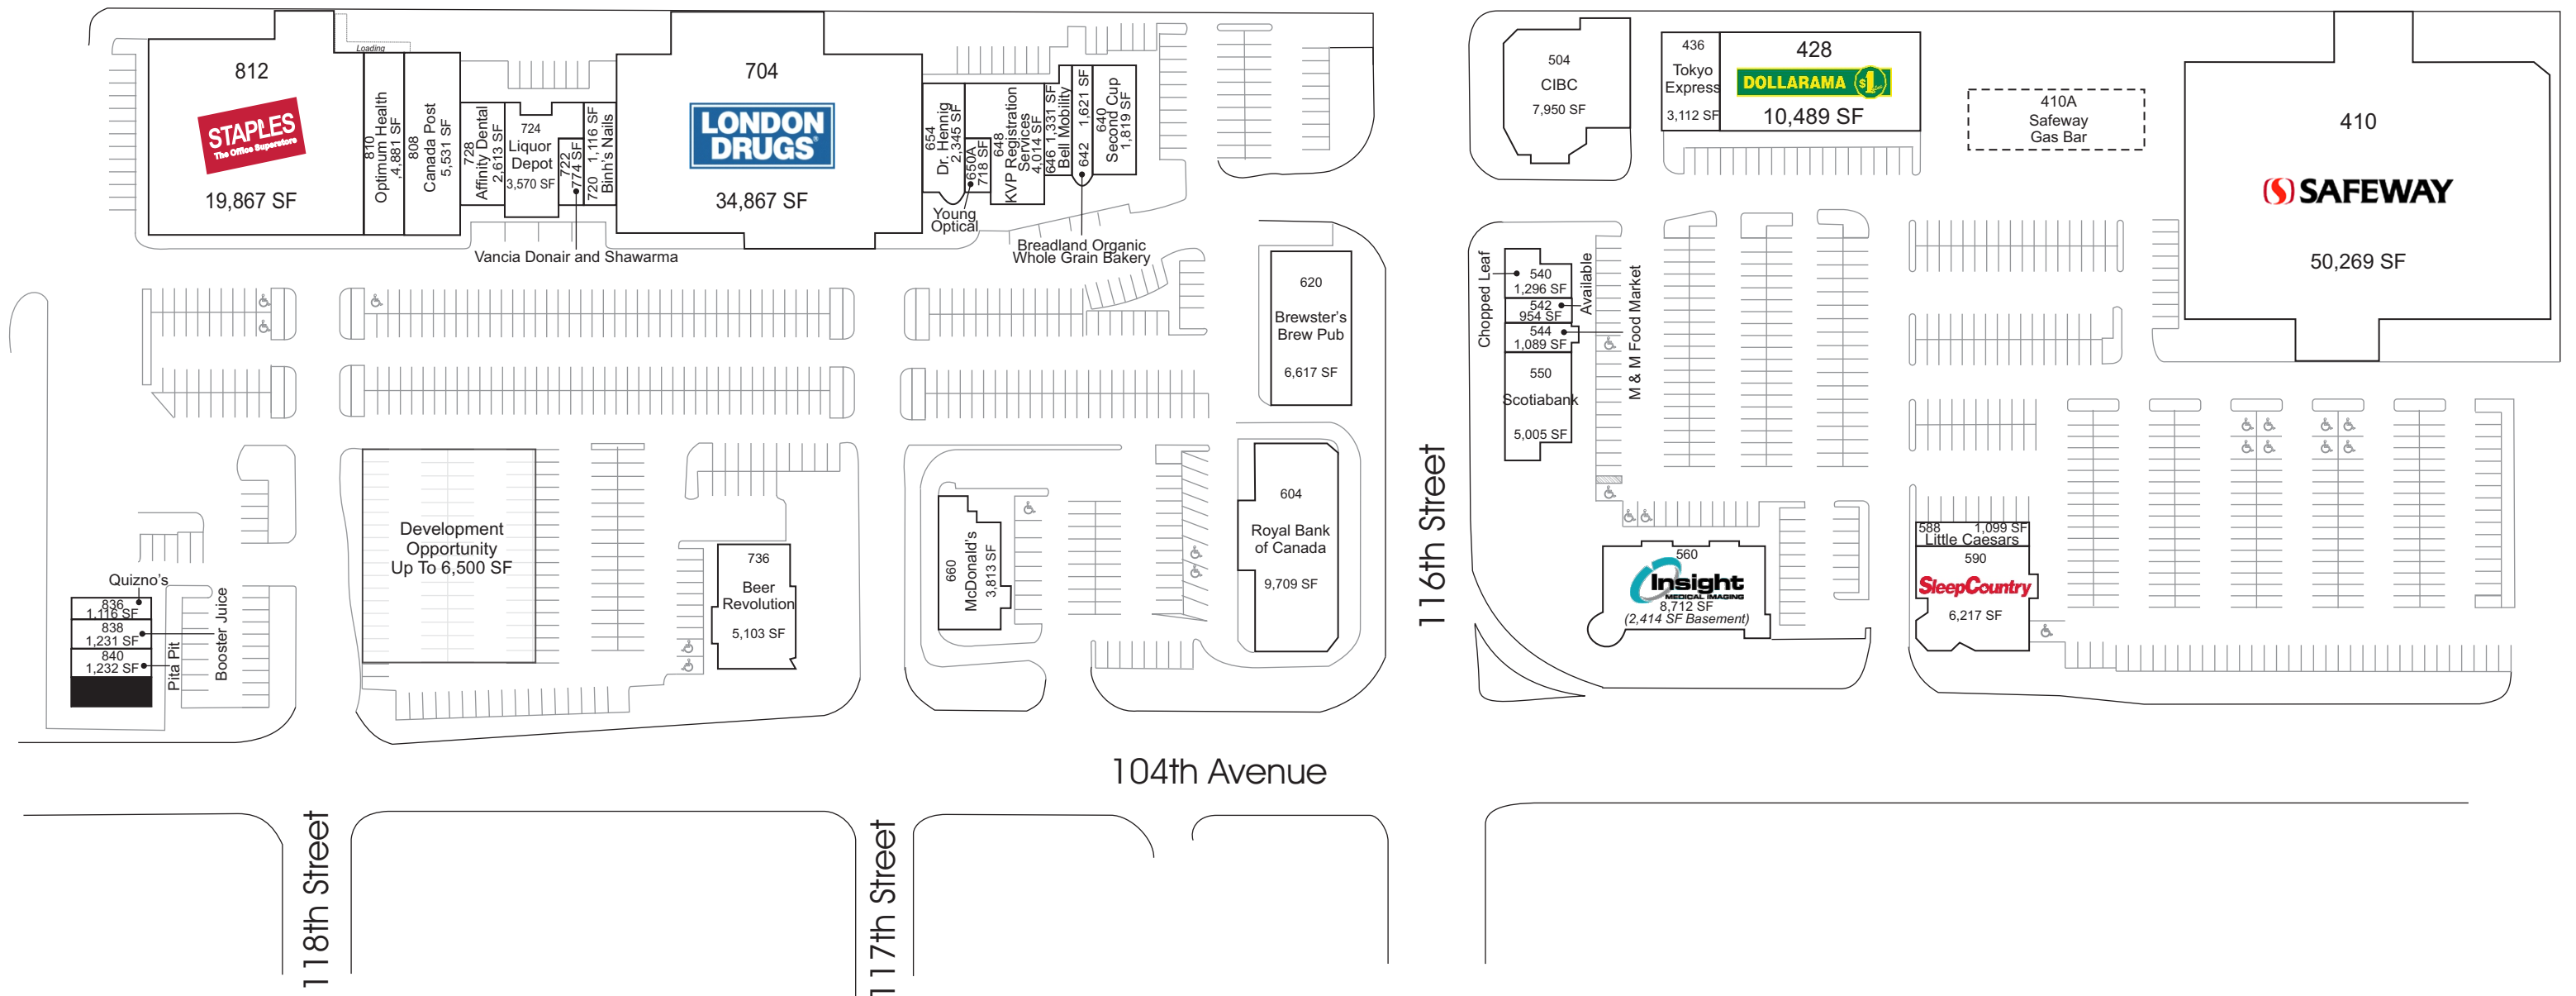 812
STAPLES
The Office Superstore
19,867 SF
Loading
810
Optimum Health
4,881 SF
808
Canada Post
5,531 SF
728
Affinity Dental
2,613 SF
724
Liquor
Depot
3,570 SF
722
774 SF
Vancia Donair and Shawarma
720 1,116 SF
Binh's Nails
704
LONDON
DRUGS
34,867 SF
654
Dr. Hennig
2,345 SF
650A
718 SF
Young
Optical
648
KVP Registration
Services
4,014 SF
646 1,331 SF
Bell Mobility
642 1,621 SF
Breadland Organic
Whole Grain Bakery
640
Second Cup
1,819 SF
620
Brewster's
Brew Pub
6,617 SF
604
Royal Bank
of Canada
9,709 SF
660
McDonald's
3,813 SF
736
Beer
Revolution
5,103 SF
Development
Opportunity
Up To 6,500 SF
Quizno's
836
1,116 SF
838
1,231 SF
840
1,232 SF
Pita Pit
Booster Juice
504
CIBC
7,950 SF
436
Tokyo
Express
3,112 SF
428
DOLLARAMA $1
10,489 SF
410A
Safeway
Gas Bar
410
SAFEWAY
50,269 SF
Chopped Leaf
540
1,296 SF
542
954 SF
Available
544
1,089 SF
M & M Food Market
550
Scotiabank
5,005 SF
560
Insight
MEDICAL IMAGING
8,712 SF
(2,414 SF Basement)
588 1,099 SF
Little Caesars
590
SleepCountry
6,217 SF
116th Street
104th Avenue
118th Street
117th Street